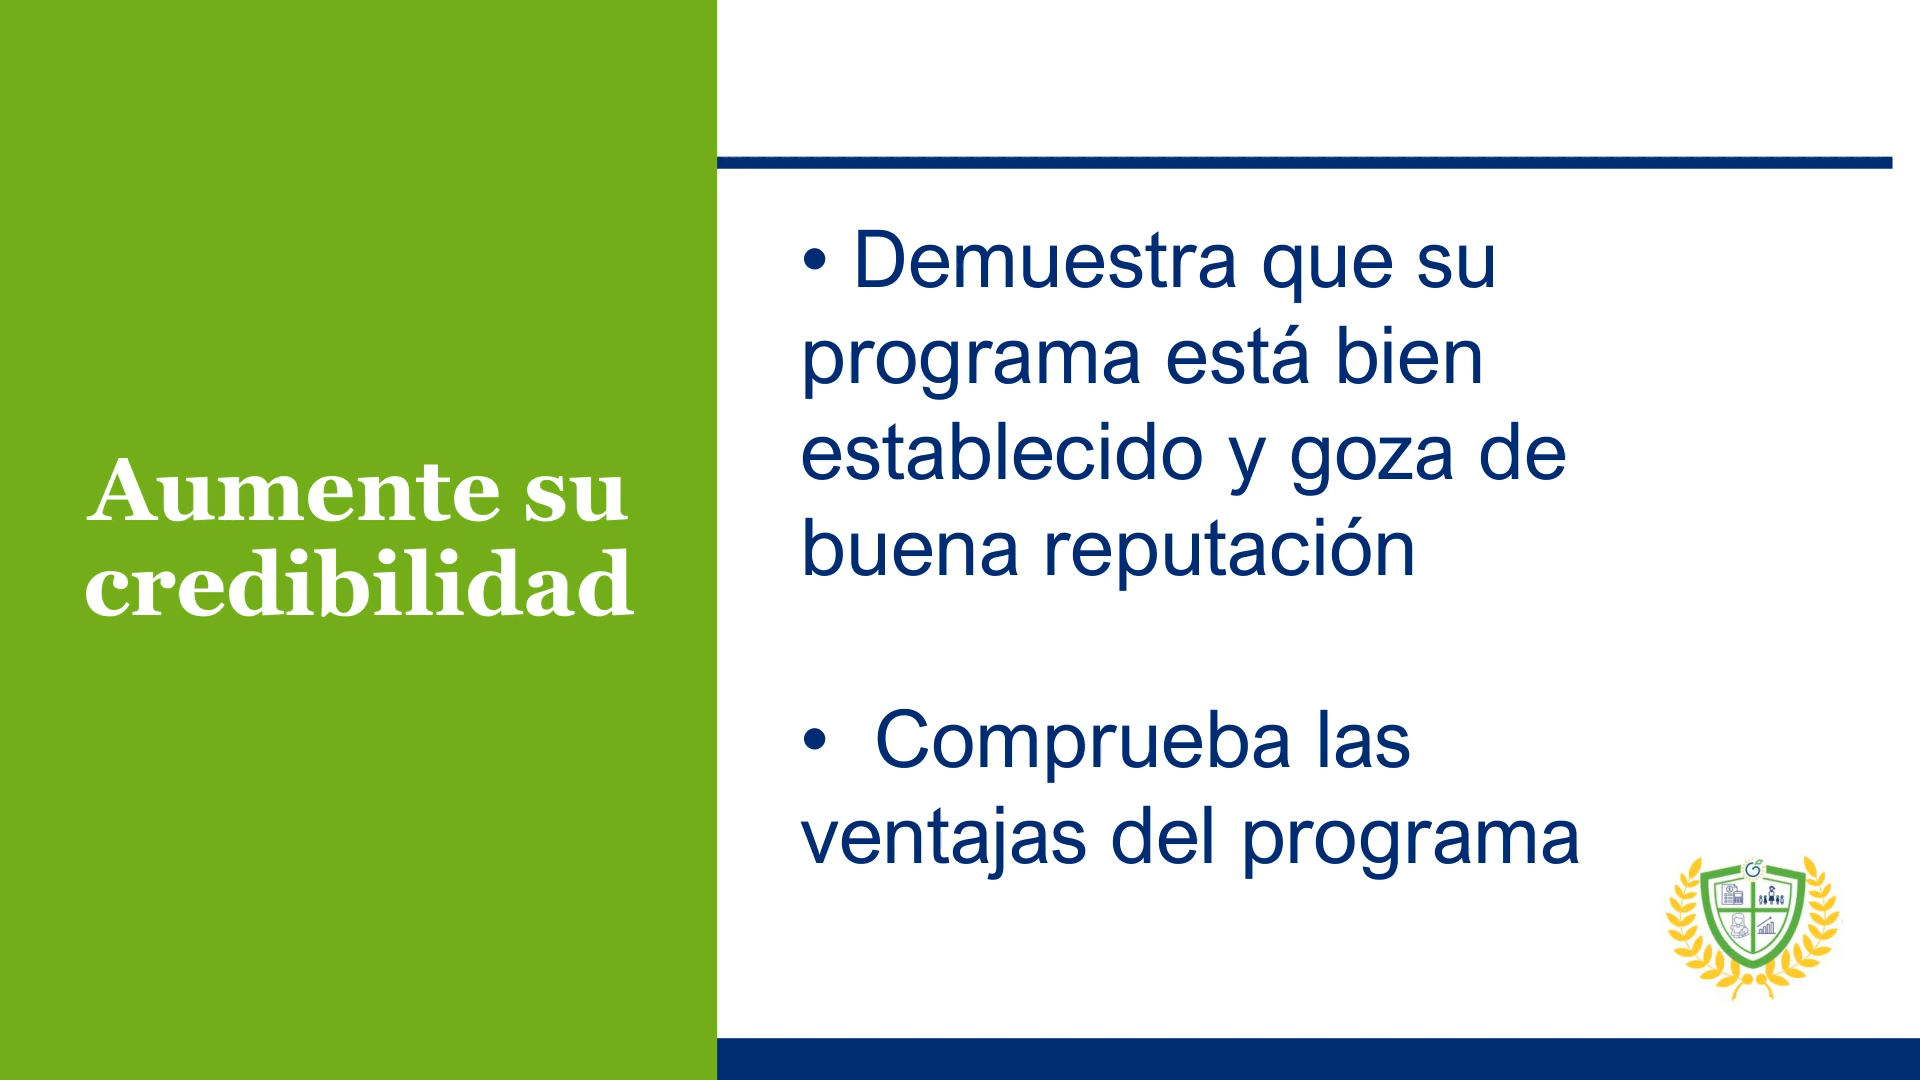 Aumente su
credibilidad
• Demuestra que su
programa está bien
establecido y goza de
buena reputación
• Comprueba las
ventajas del programa